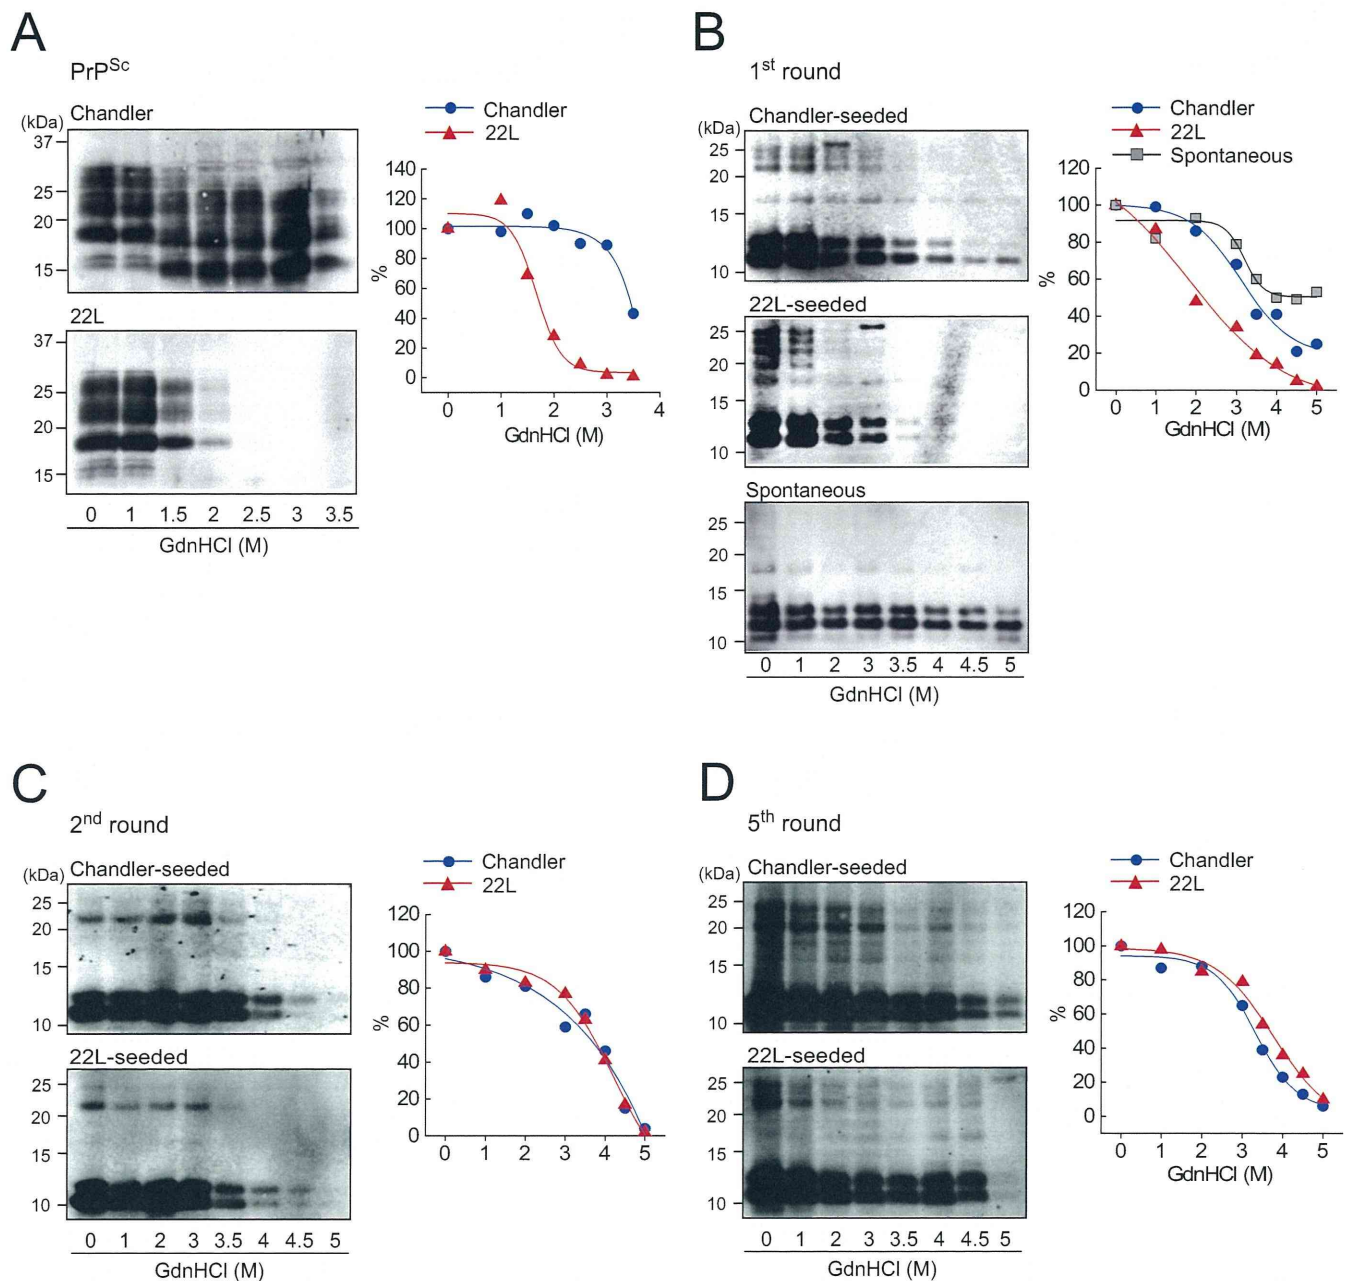 A
PrP^Sc
Chandler
(kDa)
37
25
20
15
22L
37
25
20
15
0 1 1.5 2 2.5 3 3.5
GdnHCl (M)
Chandler
22L
140
120
100
80
60
40
20
0
%
0 1 2 3 4
GdnHCl (M)
B
1^st round
Chandler-seeded
(kDa)
25
20
15
10
22L-seeded
25
20
15
10
Spontaneous
25
20
15
10
0 1 2 3 3.5 4 4.5 5
GdnHCl (M)
Chandler
22L
Spontaneous
120
100
80
60
40
20
0
%
0 1 2 3 4 5
GdnHCl (M)
C
2^nd round
Chandler-seeded
(kDa)
25
20
15
10
22L-seeded
25
20
15
10
0 1 2 3 3.5 4 4.5 5
GdnHCl (M)
Chandler
22L
120
100
80
60
40
20
0
%
0 1 2 3 4 5
D
5^th round
Chandler-seeded
(kDa)
25
20
15
10
22L-seeded
25
20
15
10
0 1 2 3 3.5 4 4.5 5
GdnHCl (M)
Chandler
22L
120
100
80
60
40
20
0
%
0 1 2 3 4 5
GdnHCl (M)